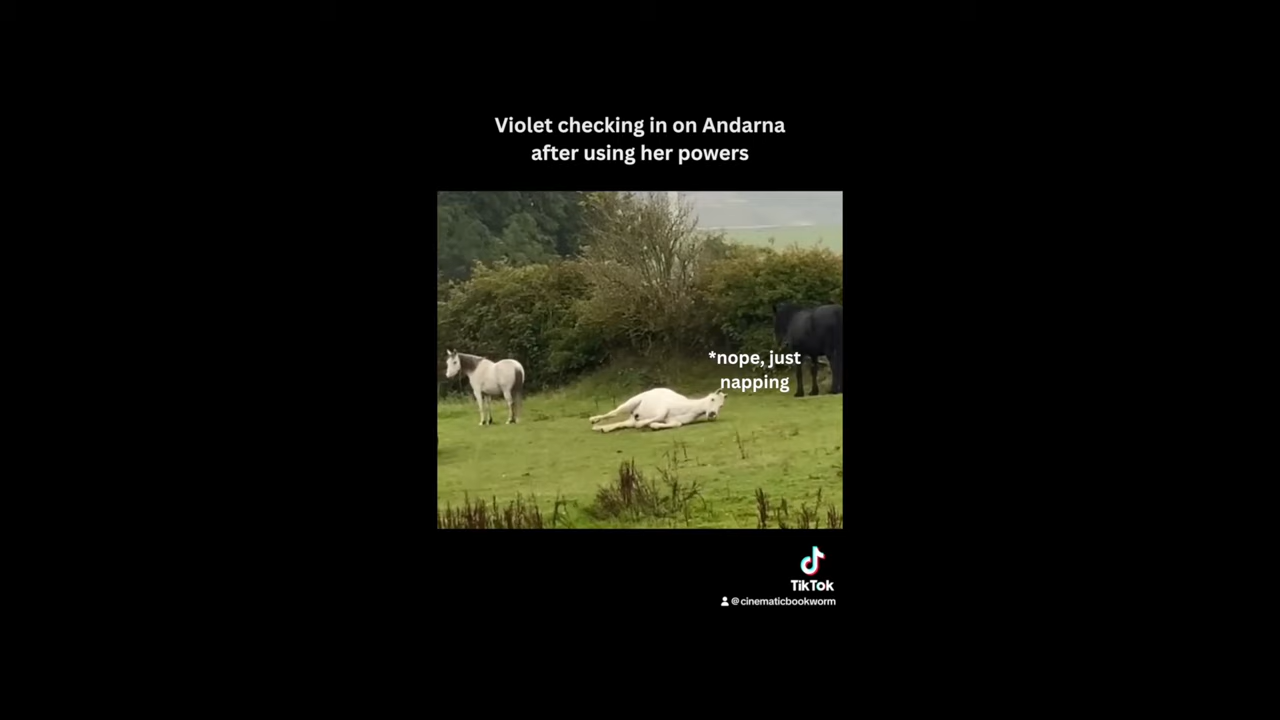 Violet checking in on Andarna
after using her powers
*nope, just
napping
TikTok
@cinematicbookworm